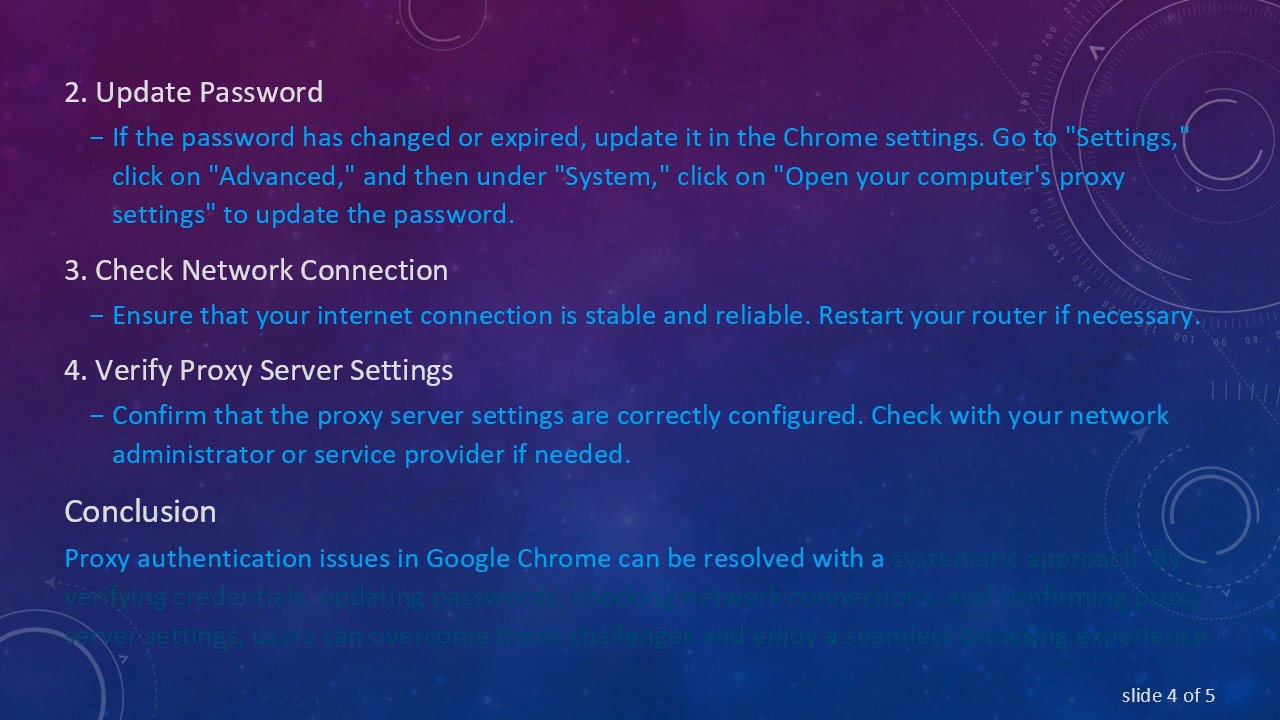 2. Update Password
– If the password has changed or expired, update it in the Chrome settings. Go to "Settings,"
click on "Advanced," and then under "System," click on "Open your computer's proxy
settings" to update the password.
3. Check Network Connection
– Ensure that your internet connection is stable and reliable. Restart your router if necessary.
4. Verify Proxy Server Settings
– Confirm that the proxy server settings are correctly configured. Check with your network
administrator or service provider if needed.
Conclusion
Proxy authentication issues in Google Chrome can be resolved with a systematic approach. By
verifying credentials, updating passwords, checking network connections, and confirming proxy
server settings, users can overcome these challenges and enjoy a seamless browsing experience.
slide 4 of 5